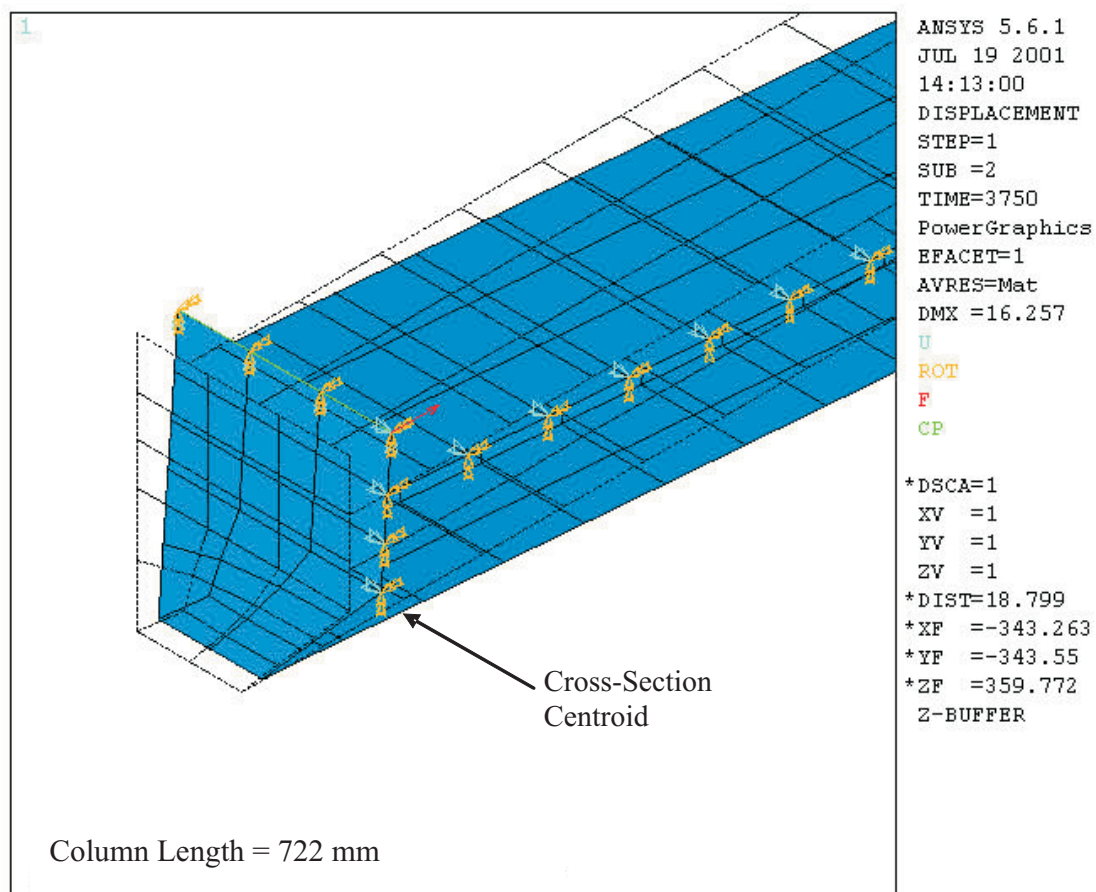 1
ANSYS 5.6.1
JUL 19 2001
14:13:00
DISPLACEMENT
STEP=1
SUB =2
TIME=3750
PowerGraphics
EFACET=1
AVRES=Mat
DMX =16.257
U
ROT
F
CP
*DSCA=1
XV =1
YV =1
ZV =1
*DIST=18.799
*XF =-343.263
*YF =-343.55
*ZF =359.772
Z-BUFFER
Cross-Section
Centroid
Column Length = 722 mm